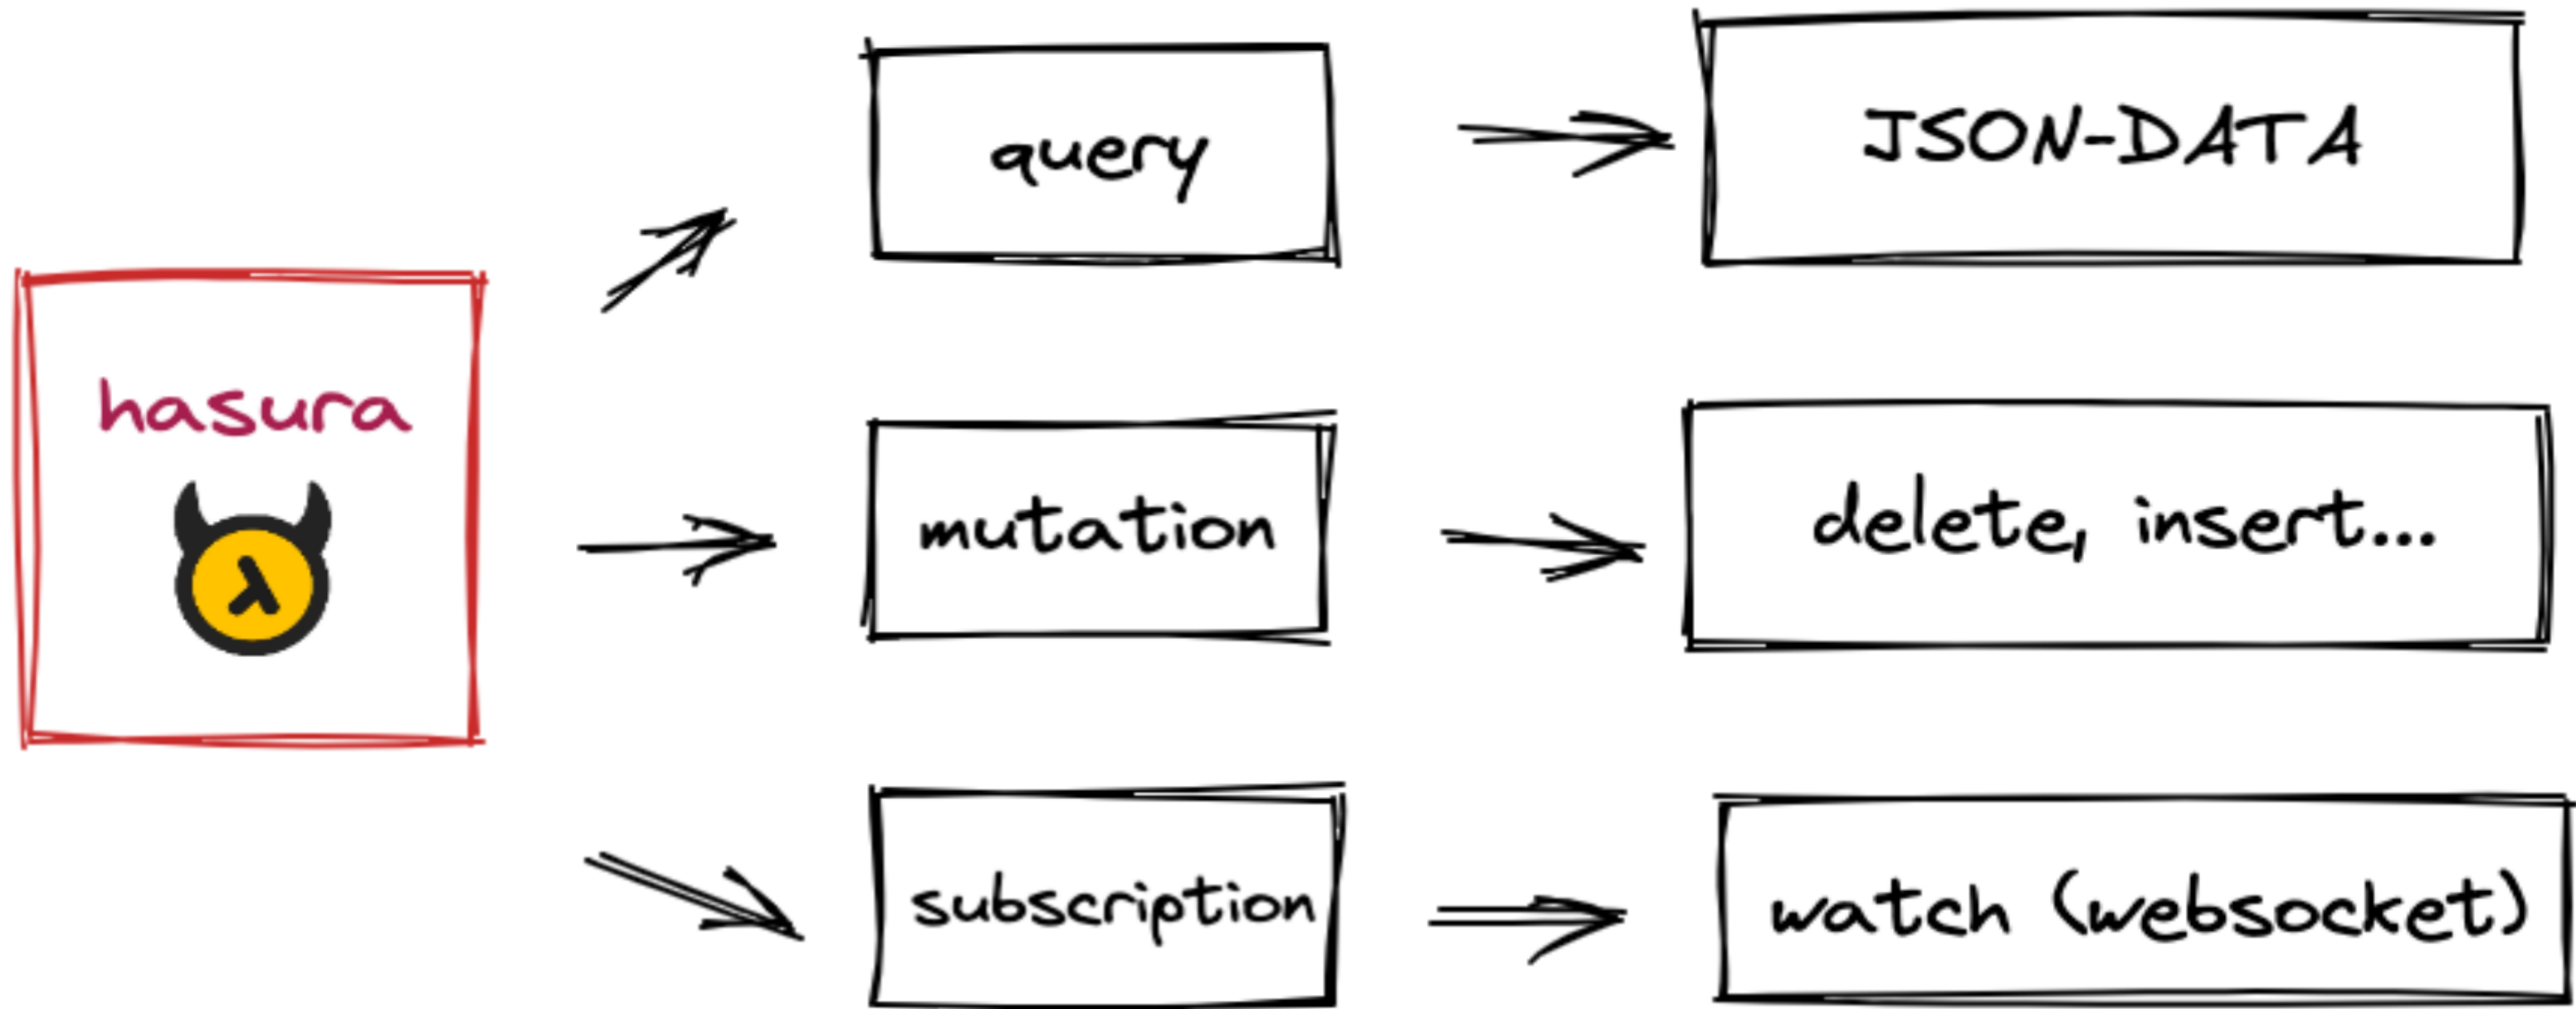 query
JSON-DATA
hasura
λ
mutation
delete, insert...
subscription
watch (websocket)